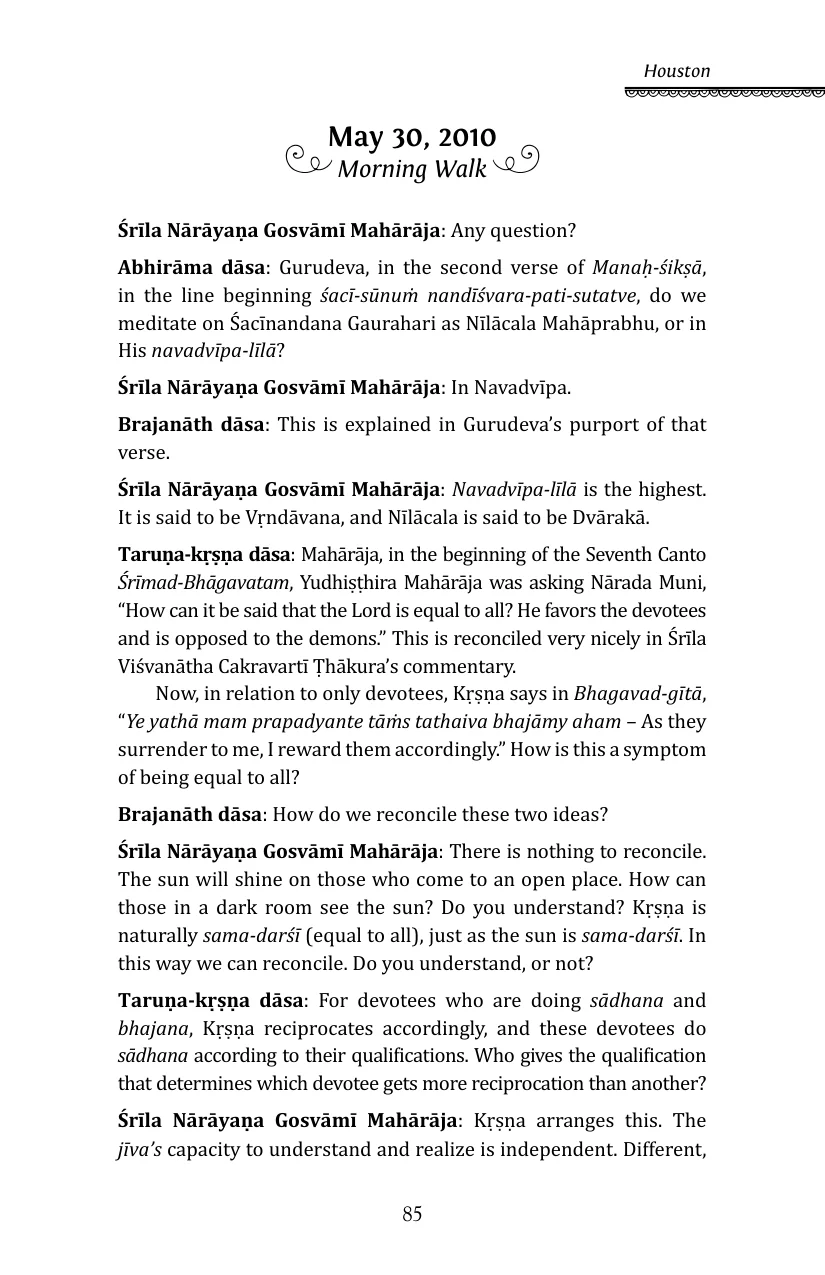 Houston
May 30, 2010
Morning Walk
Śrīla Nārāyaṇa Gosvāmī Mahārāja: Any question?
Abhirāma dāsa: Gurudeva, in the second verse of Manaḥ-śikṣā,
in the line beginning śacī-sūnuṁ nandīśvara-pati-sutatve, do we
meditate on Śacīnandana Gaurahari as Nīlācala Mahāprabhu, or in
His navadvīpa-līlā?
Śrīla Nārāyaṇa Gosvāmī Mahārāja: In Navadvīpa.
Brajanāth dāsa: This is explained in Gurudeva’s purport of that
verse.
Śrīla Nārāyaṇa Gosvāmī Mahārāja: Navadvīpa-līlā is the highest.
It is said to be Vṛndāvana, and Nīlācala is said to be Dvārakā.
Taruṇa-kṛṣṇa dāsa: Mahārāja, in the beginning of the Seventh Canto
Śrīmad-Bhāgavatam, Yudhiṣṭhira Mahārāja was asking Nārada Muni,
“How can it be said that the Lord is equal to all? He favors the devotees
and is opposed to the demons.” This is reconciled very nicely in Śrīla
Viśvanātha Cakravartī Ṭhākura’s commentary.
Now, in relation to only devotees, Kṛṣṇa says in Bhagavad-gītā,
“Ye yathā mam prapadyante tāṁs tathaiva bhajāmy aham – As they
surrender to me, I reward them accordingly.” How is this a symptom
of being equal to all?
Brajanāth dāsa: How do we reconcile these two ideas?
Śrīla Nārāyaṇa Gosvāmī Mahārāja: There is nothing to reconcile.
The sun will shine on those who come to an open place. How can
those in a dark room see the sun? Do you understand? Kṛṣṇa is
naturally sama-darśī (equal to all), just as the sun is sama-darśī. In
this way we can reconcile. Do you understand, or not?
Taruṇa-kṛṣṇa dāsa: For devotees who are doing sādhana and
bhajana, Kṛṣṇa reciprocates accordingly, and these devotees do
sādhana according to their qualifications. Who gives the qualification
that determines which devotee gets more reciprocation than another?
Śrīla Nārāyaṇa Gosvāmī Mahārāja: Kṛṣṇa arranges this. The
jīva’s capacity to understand and realize is independent. Different,
85